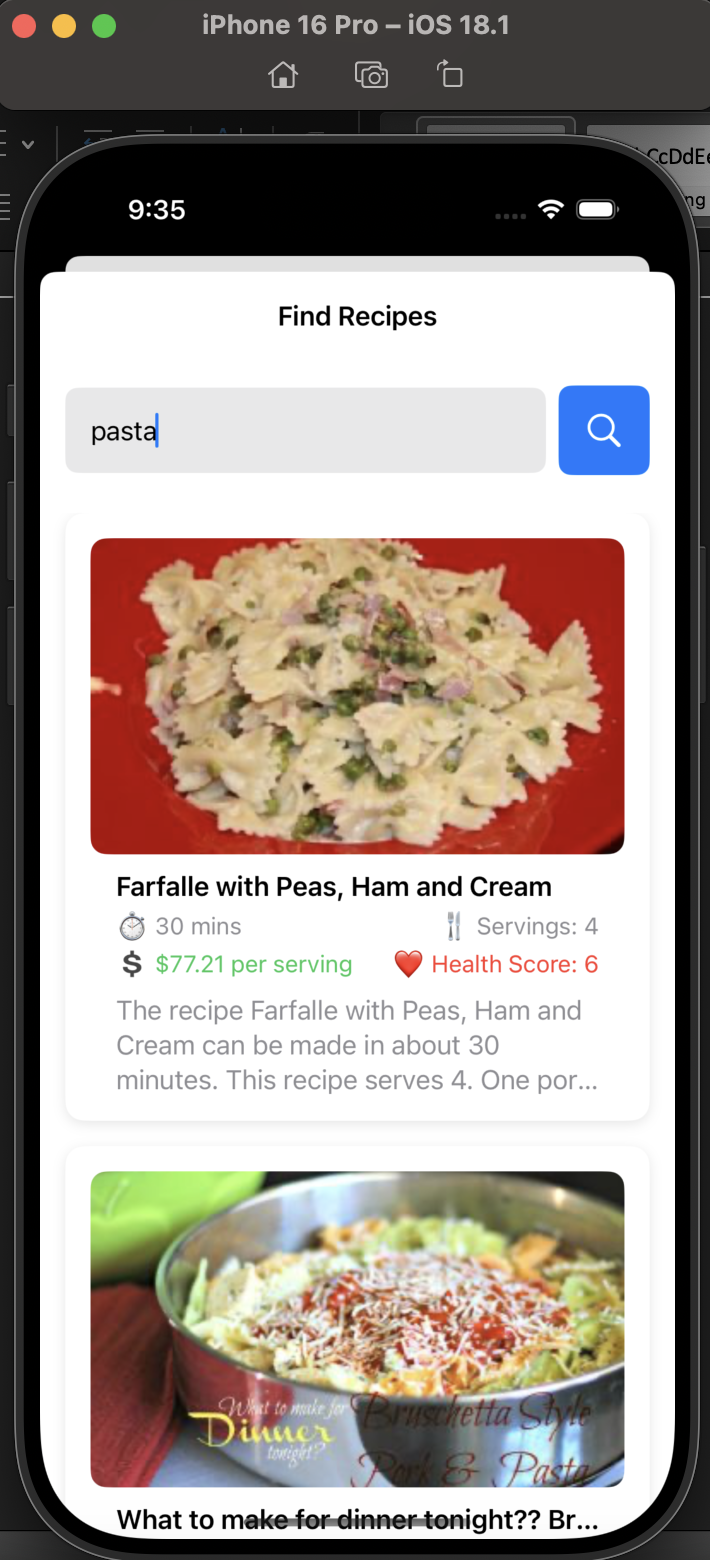 iPhone 16 Pro – iOS 18.1
CcDdEe
ng
9:35
Find Recipes
pasta
Farfalle with Peas, Ham and Cream
30 mins
Servings: 4
$ $77.21 per serving
Health Score: 6
The recipe Farfalle with Peas, Ham and
Cream can be made in about 30
minutes. This recipe serves 4. One por...
What to make for
Dinner
tonight?
Bruschetta Style
Pork & Pasta
What to make for dinner tonight?? Br...